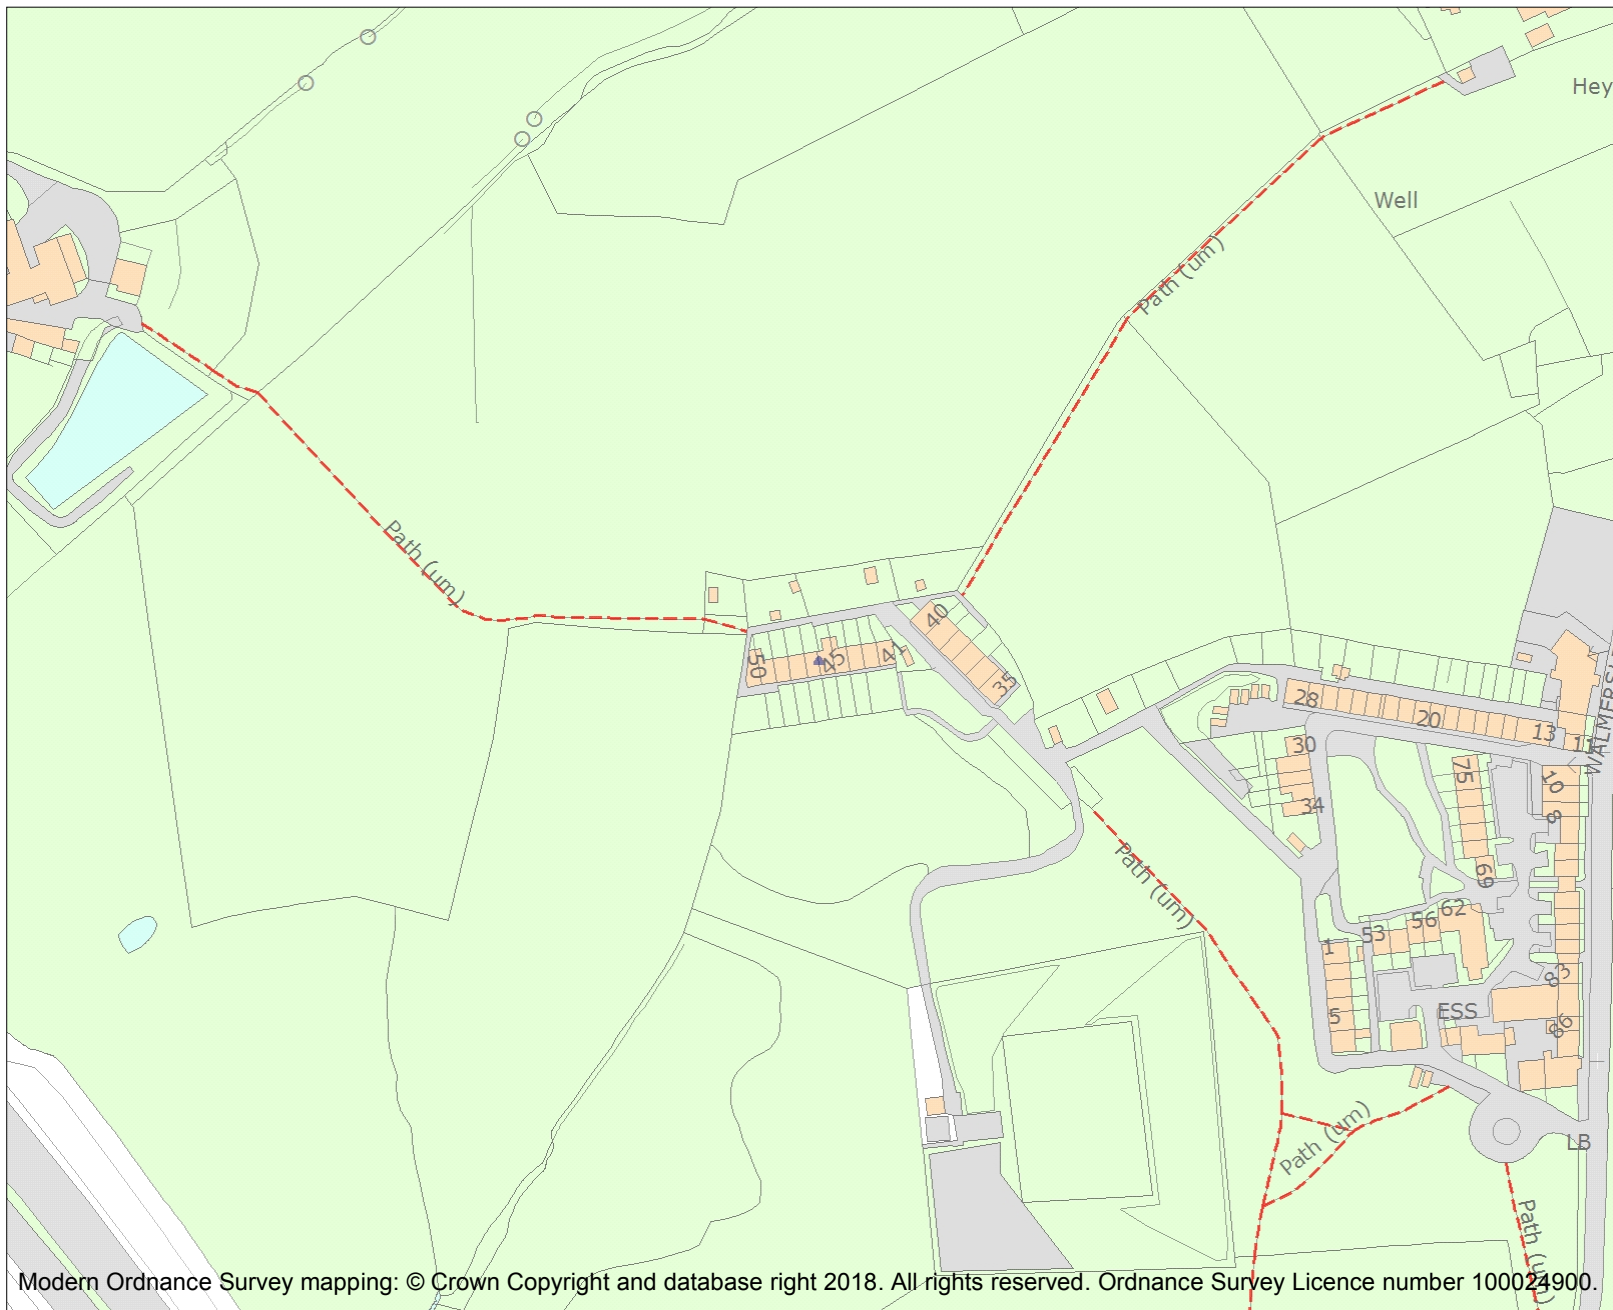 Hey
Well
Path (um)
Path (um)
40
50
45
41
35
28
20
13
11
30
34
75
10
8
Path (um)
69
62
56
53
1
83
5
ESS
86
Path (um)
LB
Path (um)
Modern Ordnance Survey mapping: © Crown Copyright and database right 2018. All rights reserved. Ordnance Survey Licence number 100024900.